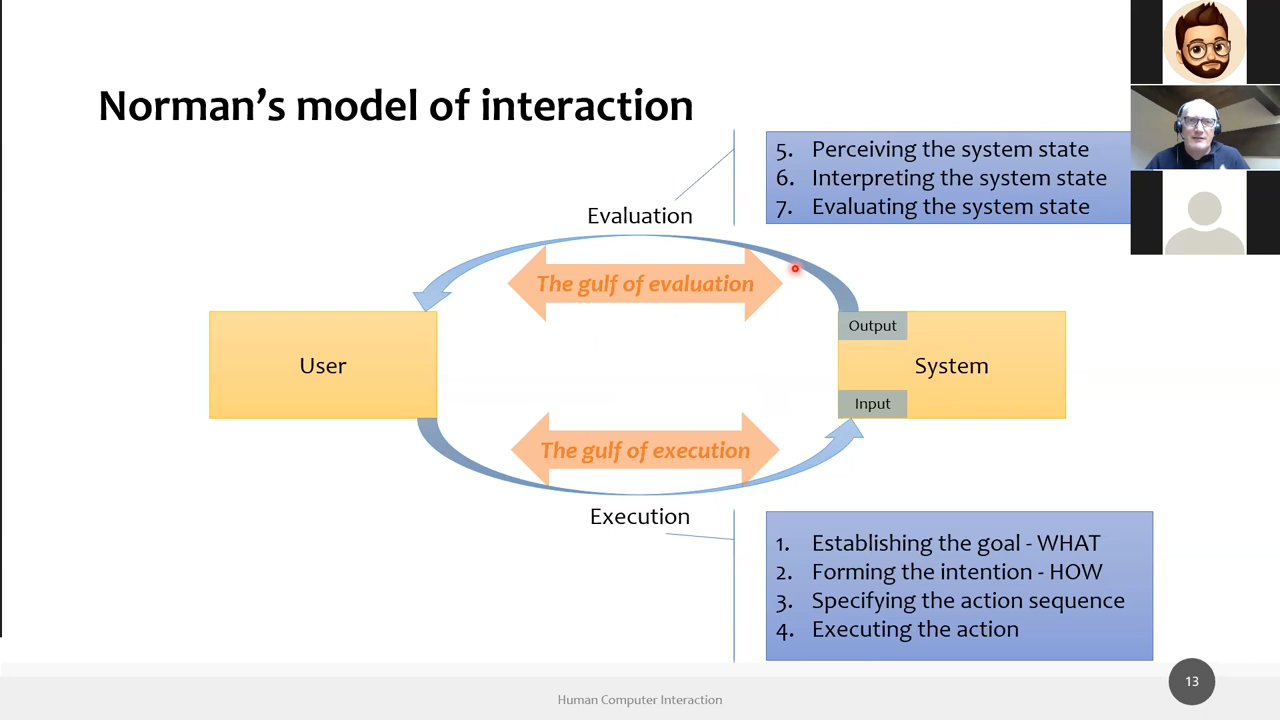 Norman’s model of interaction
5. Perceiving the system state
6. Interpreting the system state
7. Evaluating the system state
Evaluation
The gulf of evaluation
User
Output
System
Input
The gulf of execution
Execution
1. Establishing the goal - WHAT
2. Forming the intention - HOW
3. Specifying the action sequence
4. Executing the action
13
Human Computer Interaction